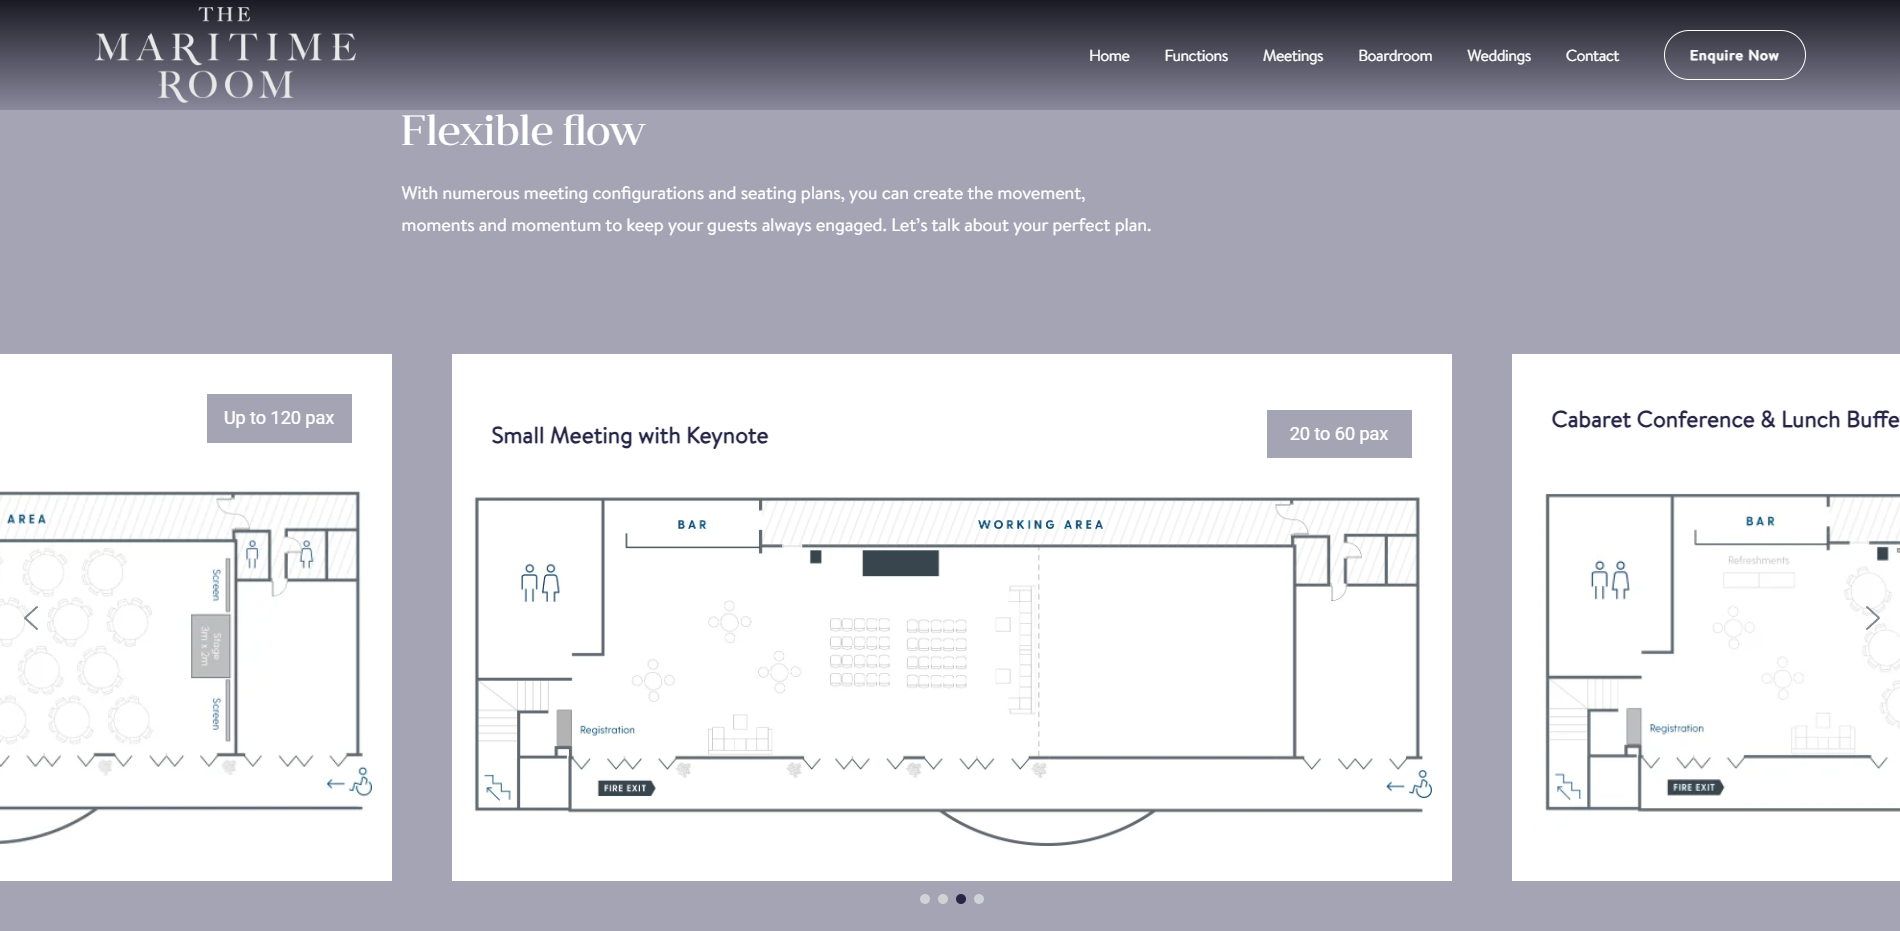 THE
MARITIME
ROOM
Home
Functions
Meetings
Boardroom
Weddings
Contact
Enquire Now
Flexible flow
With numerous meeting configurations and seating plans, you can create the movement,
moments and momentum to keep your guests always engaged. Let's talk about your perfect plan.
Up to 120 pax
AREA
Screen
Stage
3m x 2m
Screen
Small Meeting with Keynote
20 to 60 pax
BAR
WORKING AREA
Registration
FIRE EXIT
Cabaret Conference & Lunch Buffe
BAR
Refreshments
Registration
FIRE EXIT